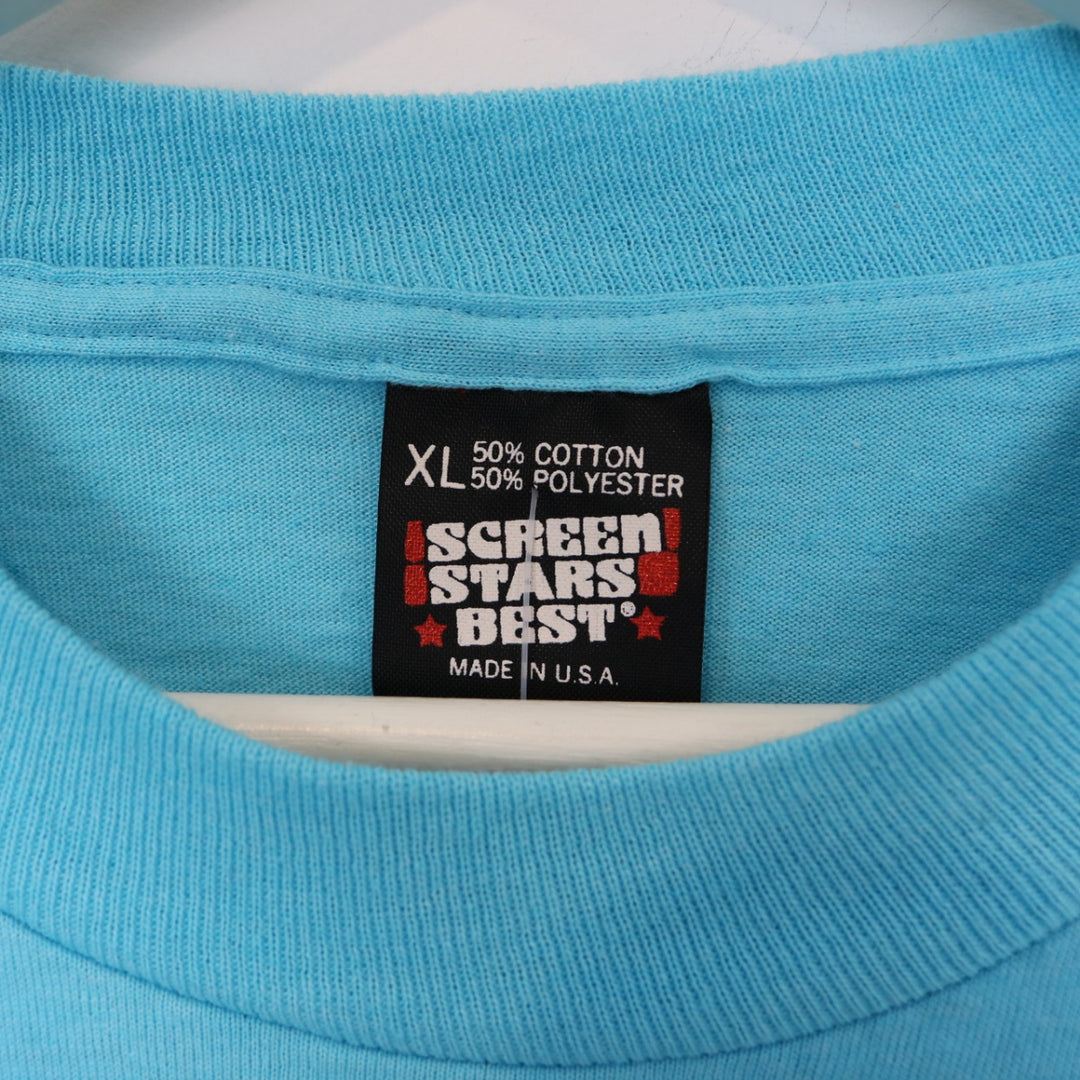 XL 50% COTTON
50% POLYESTER
SCREEN
STARS
BEST®
MADE IN U.S.A.